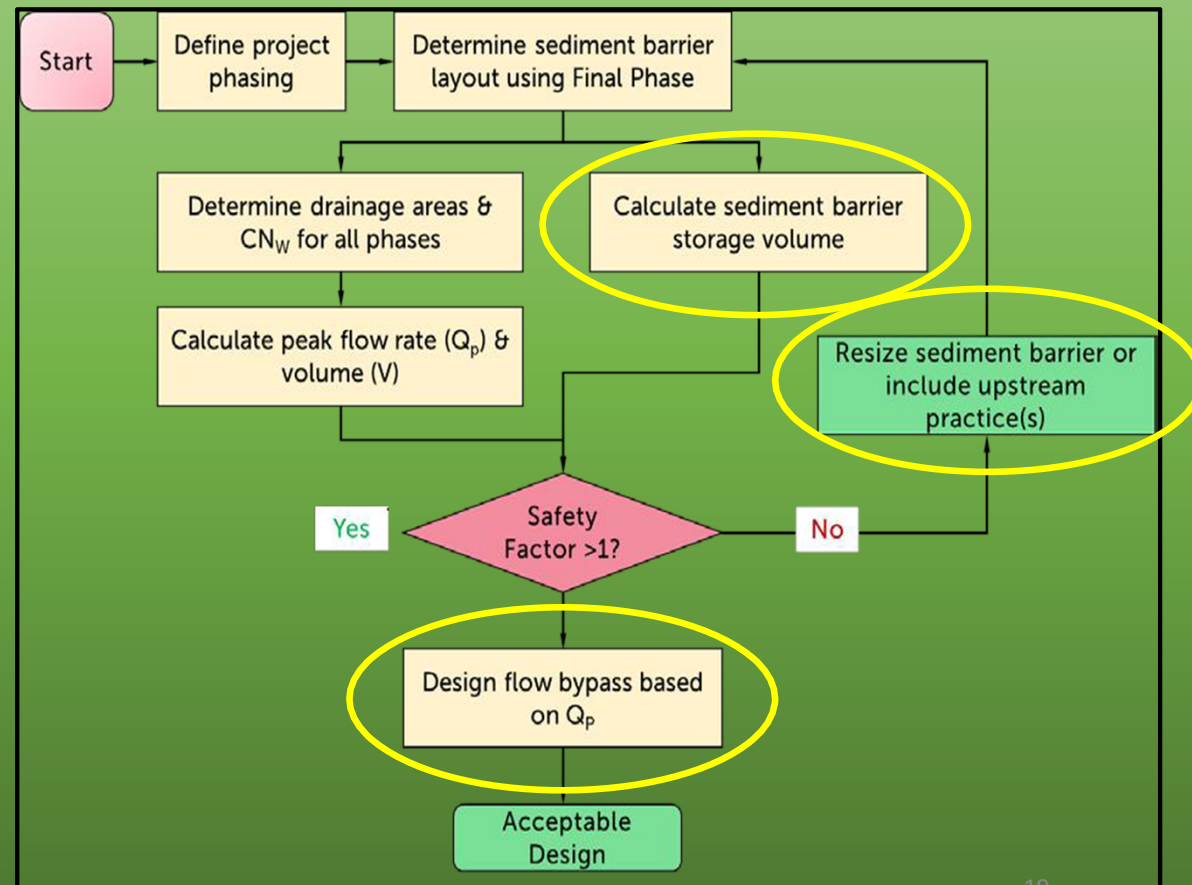 Start
Define project
phasing
Determine sediment barrier
layout using Final Phase
Determine drainage areas &
CNW for all phases
Calculate sediment barrier
storage volume
Calculate peak flow rate (Qp) &
volume (V)
Resize sediment barrier or
include upstream
practice(s)
Safety
Factor >1?
Yes
No
Design flow bypass based
on QP
Acceptable
Design